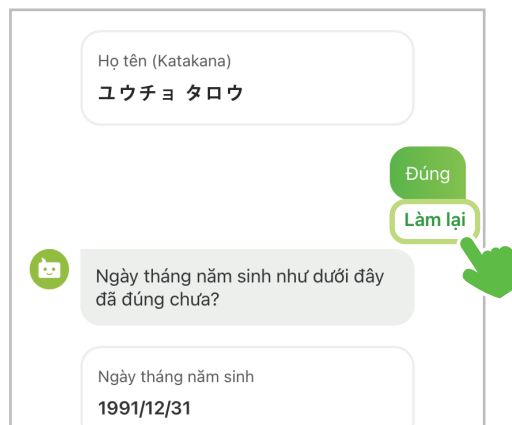 Họ tên (Katakana)
ユウチョ タロウ
Đúng
Làm lại
Ngày tháng năm sinh như dưới đây
đã đúng chưa?
Ngày tháng năm sinh
1991/12/31